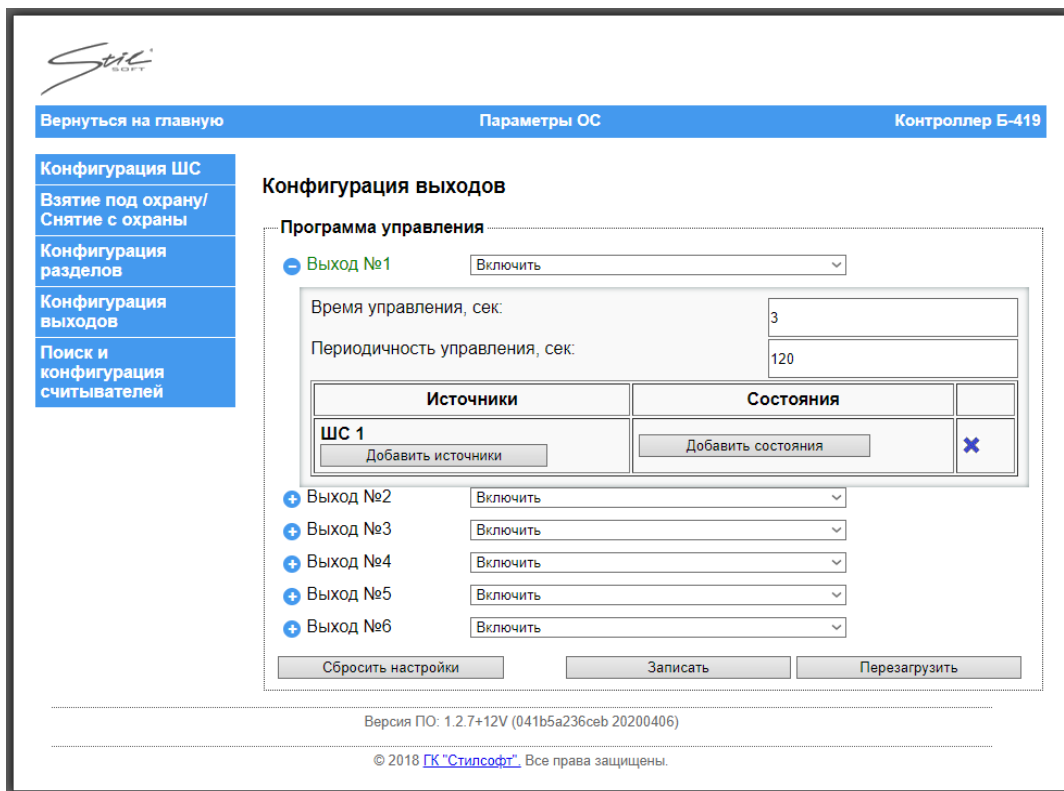 Stil
SOFT
Вернуться на главную
Параметры ОС
Контроллер Б-419
Конфигурация ШС
Взятие под охрану/
Снятие с охраны
Конфигурация
разделов
Конфигурация
выходов
Поиск и
конфигурация
считывателей
Конфигурация выходов
Программа управления
Выход №1 Включить
Время управления, сек: 3
Периодичность управления, сек: 120
Источники Состояния
ШС 1
Добавить источники Добавить состояния
Выход №2 Включить
Выход №3 Включить
Выход №4 Включить
Выход №5 Включить
Выход №6 Включить
Сбросить настройки Записать Перезагрузить
Версия ПО: 1.2.7+12V (041b5a236ceb 20200406)
© 2018 ГК "Стилсофт". Все права защищены.